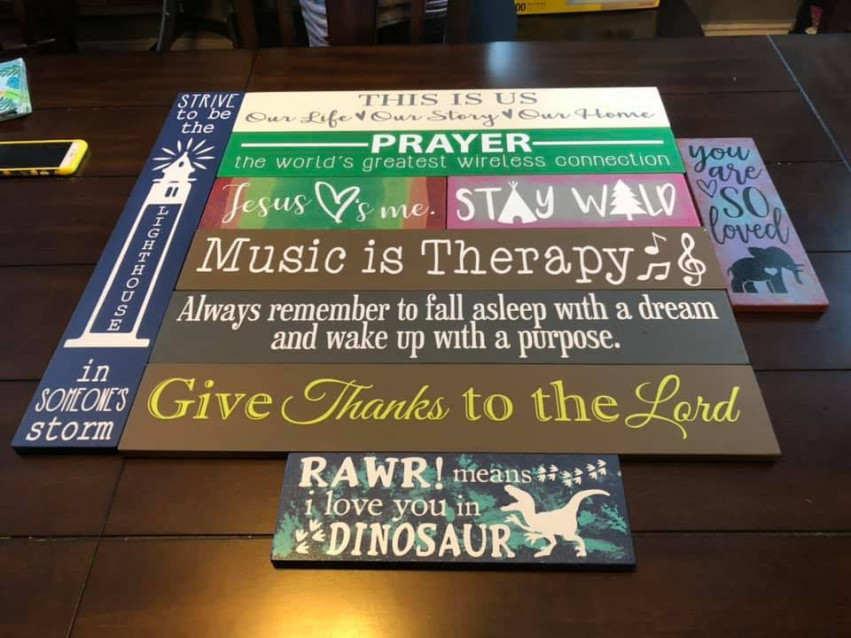 STRIVE
to be
the
LIGHTHOUSE
in
SOMEONE'S
storm
THIS IS US
Our Life ♥ Our Story ♥ Our Home
PRAYER
the world's greatest wireless connection
Jesus ♡'s me.
STAY WILD
you
are
SO
loved
Music is Therapy
Always remember to fall asleep with a dream
and wake up with a purpose.
Give Thanks to the Lord
RAWR! means
i love you in
DINOSAUR